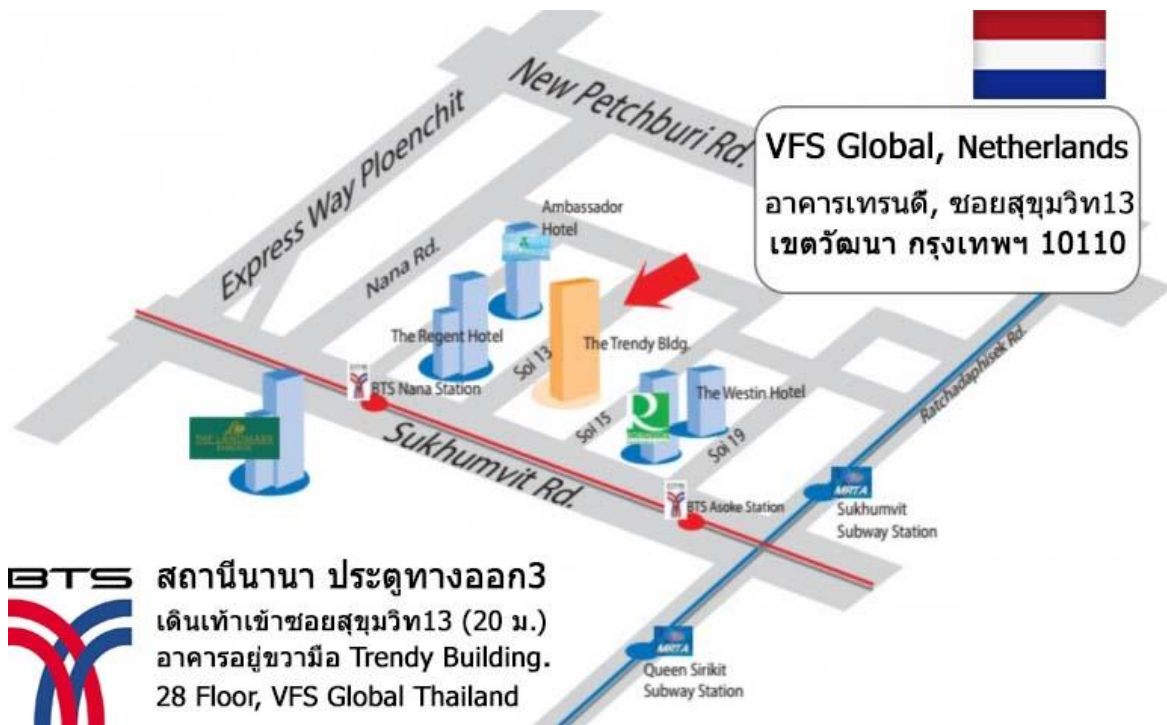 New Petchburi Rd.
VFS Global, Netherlands
อาคารเทรนดี, ซอยสุขุมวิท13
เขตวัฒนา กรุงเทพฯ 10110
Express Way Ploenchit
Ambassador
Hotel
Nana Rd.
The Regent Hotel
Soi 13
The Trendy Bldg.
BTS Nana Station
The Westin Hotel
Ratchadaphisek Rd.
THE LANDMARK
BANGKOK
Sukhumvit Rd.
Soi 15
Soi 19
BTS Asoke Station
MRTA
Sukhumvit
Subway Station
BTS
สถานีนานา ประตูทางออก3
เดินเท้าเข้าซอยสุขุมวิท13 (20 ม.)
อาคารอยู่ขวามือ Trendy Building.
28 Floor, VFS Global Thailand
MRTA
Queen Sirikit
Subway Station